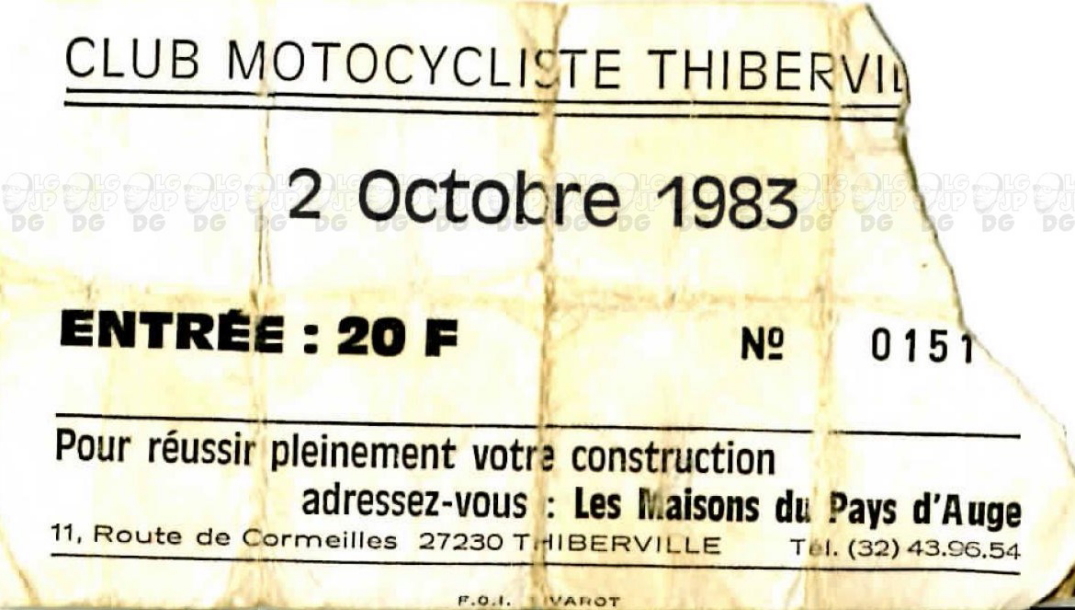 CLUB MOTOCYCLISTE THIBERVIL
2 Octobre 1983
ENTRÉE : 20 F Nº 0151
Pour réussir pleinement votre construction
adressez-vous : Les Maisons du Pays d'Auge
11, Route de Cormeilles 27230 THIBERVILLE Tél. (32) 43.96.54
F.O.I.